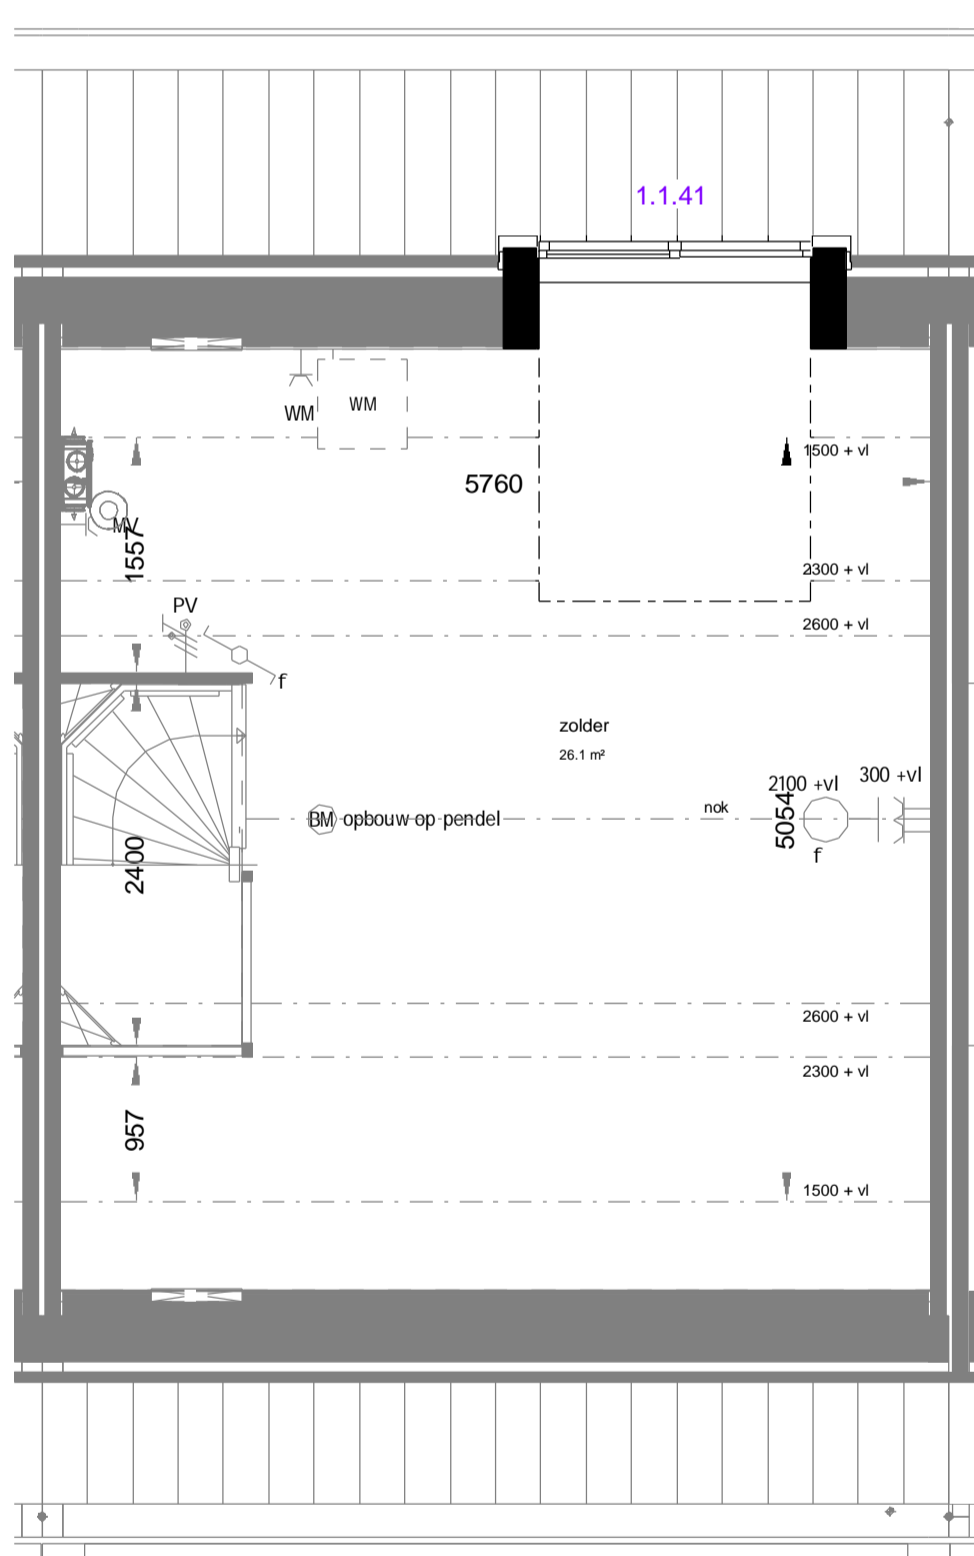 1.1.41
WM
WM
1500 + vl
5760
MV
1557
2300 + vl
PV
2600 + vl
f
zolder
26.1 m²
300 +vl
2100 +vl
nok
5054
BM opbouw op pendel
f
2400
2600 + vl
2300 + vl
957
1500 + vl